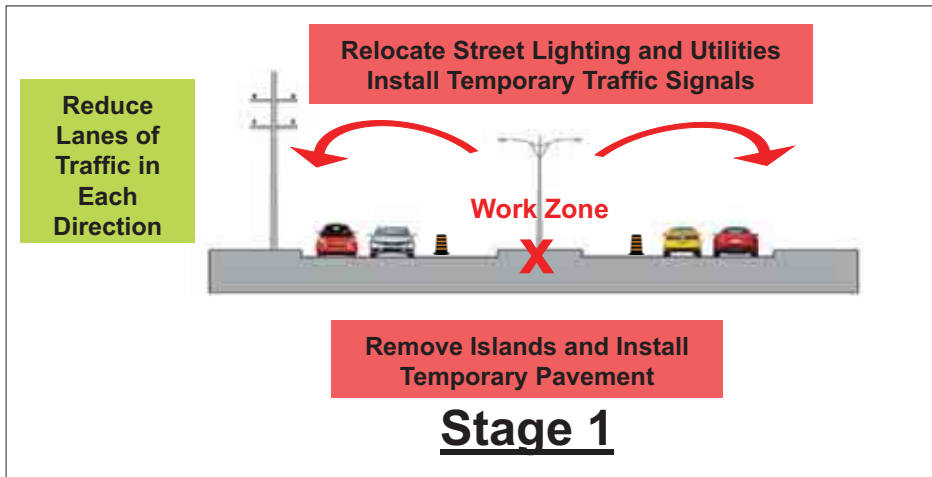 Relocate Street Lighting and Utilities
Install Temporary Traffic Signals
Reduce
Lanes of
Traffic in
Each
Direction
Work Zone
X
Remove Islands and Install
Temporary Pavement
Stage 1